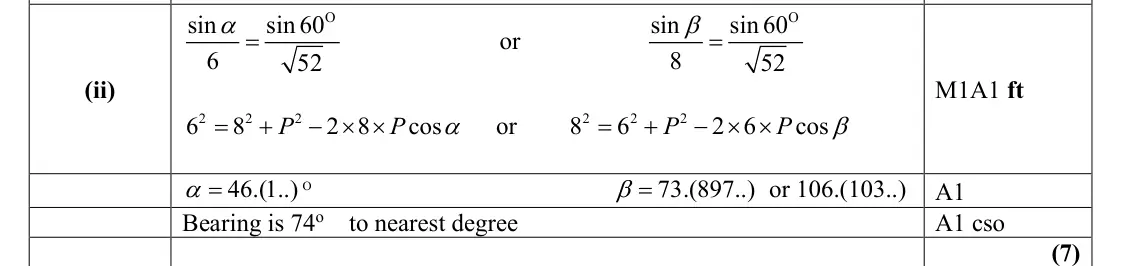 sin α / 6 = sin 60° / √52 or sin β / 8 = sin 60° / √52
(ii) M1A1 ft
6² = 8² + P² − 2×8×P cos α or 8² = 6² + P² − 2×6×P cos β
α = 46.(1..)° β = 73.(897..) or 106.(103..) A1
Bearing is 74° to nearest degree A1 cso
(7)